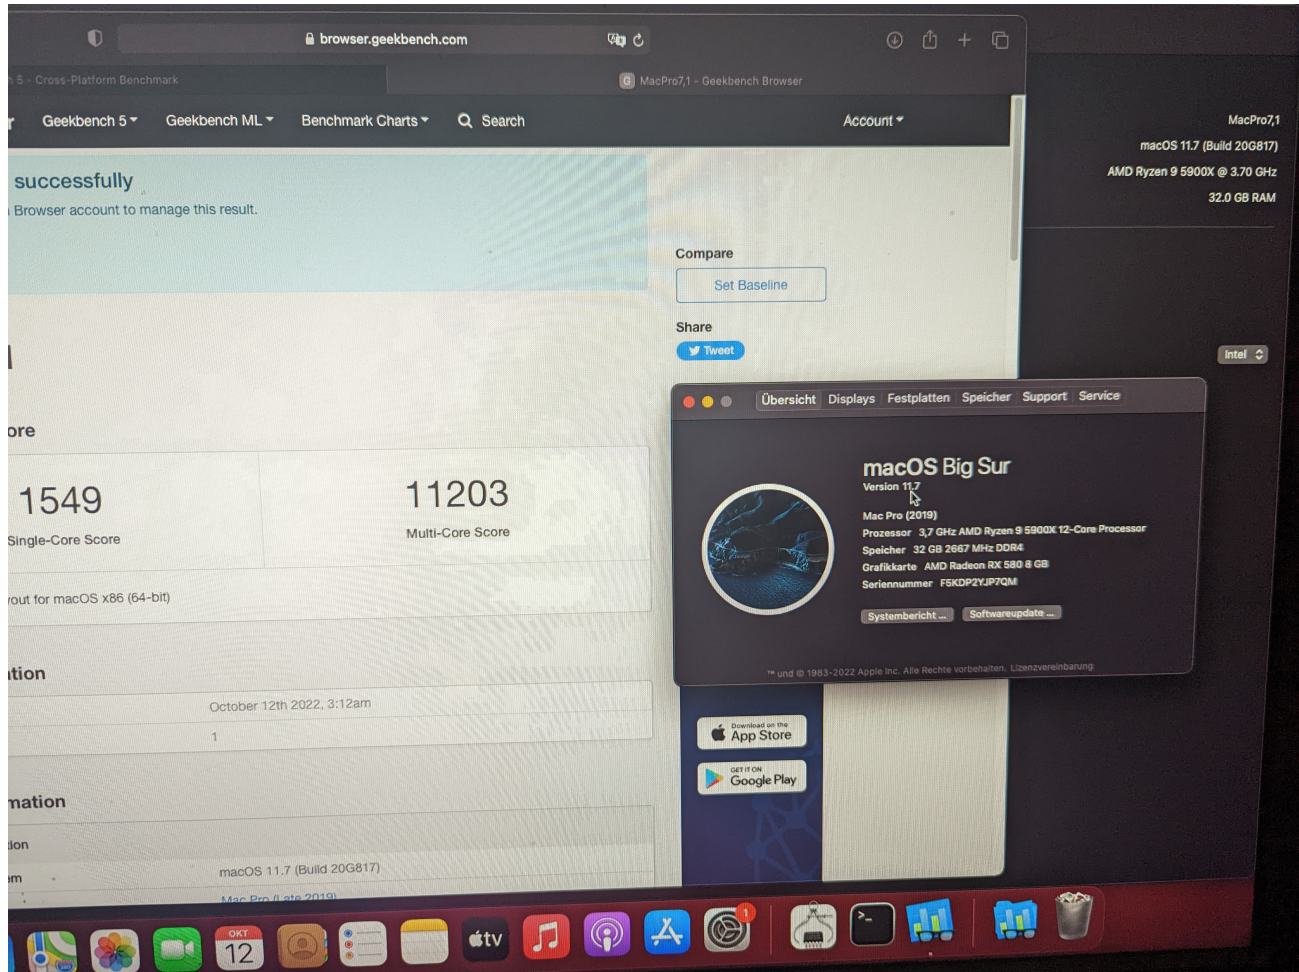 browser.geekbench.com
5 - Cross-Platform Benchmark
G MacPro7,1 - Geekbench Browser
r Geekbench 5 Geekbench ML Benchmark Charts Search Account
successfully
Browser account to manage this result.
Compare
Set Baseline
Share
Tweet
ore
1549
Single-Core Score
11203
Multi-Core Score
out for macOS x86 (64-bit)
tion
October 12th 2022, 3:12am
1
mation
tion
em
macOS 11.7 (Build 20G817)
Mac Pro (Late 2019)
Download on the
App Store
GET IT ON
Google Play
MacPro7,1
macOS 11.7 (Build 20G817)
AMD Ryzen 9 5900X @ 3.70 GHz
32.0 GB RAM
Intel
Übersicht Displays Festplatten Speicher Support Service
macOS Big Sur
Version 11.7
Mac Pro (2019)
Prozessor 3,7 GHz AMD Ryzen 9 5900X 12-Core Processor
Speicher 32 GB 2667 MHz DDR4
Grafikkarte AMD Radeon RX 580 8 GB
Seriennummer F5KDP2YJP7QM
Systembericht ... Softwareupdate ...
™ und © 1983-2022 Apple Inc. Alle Rechte vorbehalten. Lizenzvereinbarung
OKT
12
tv
1
>_